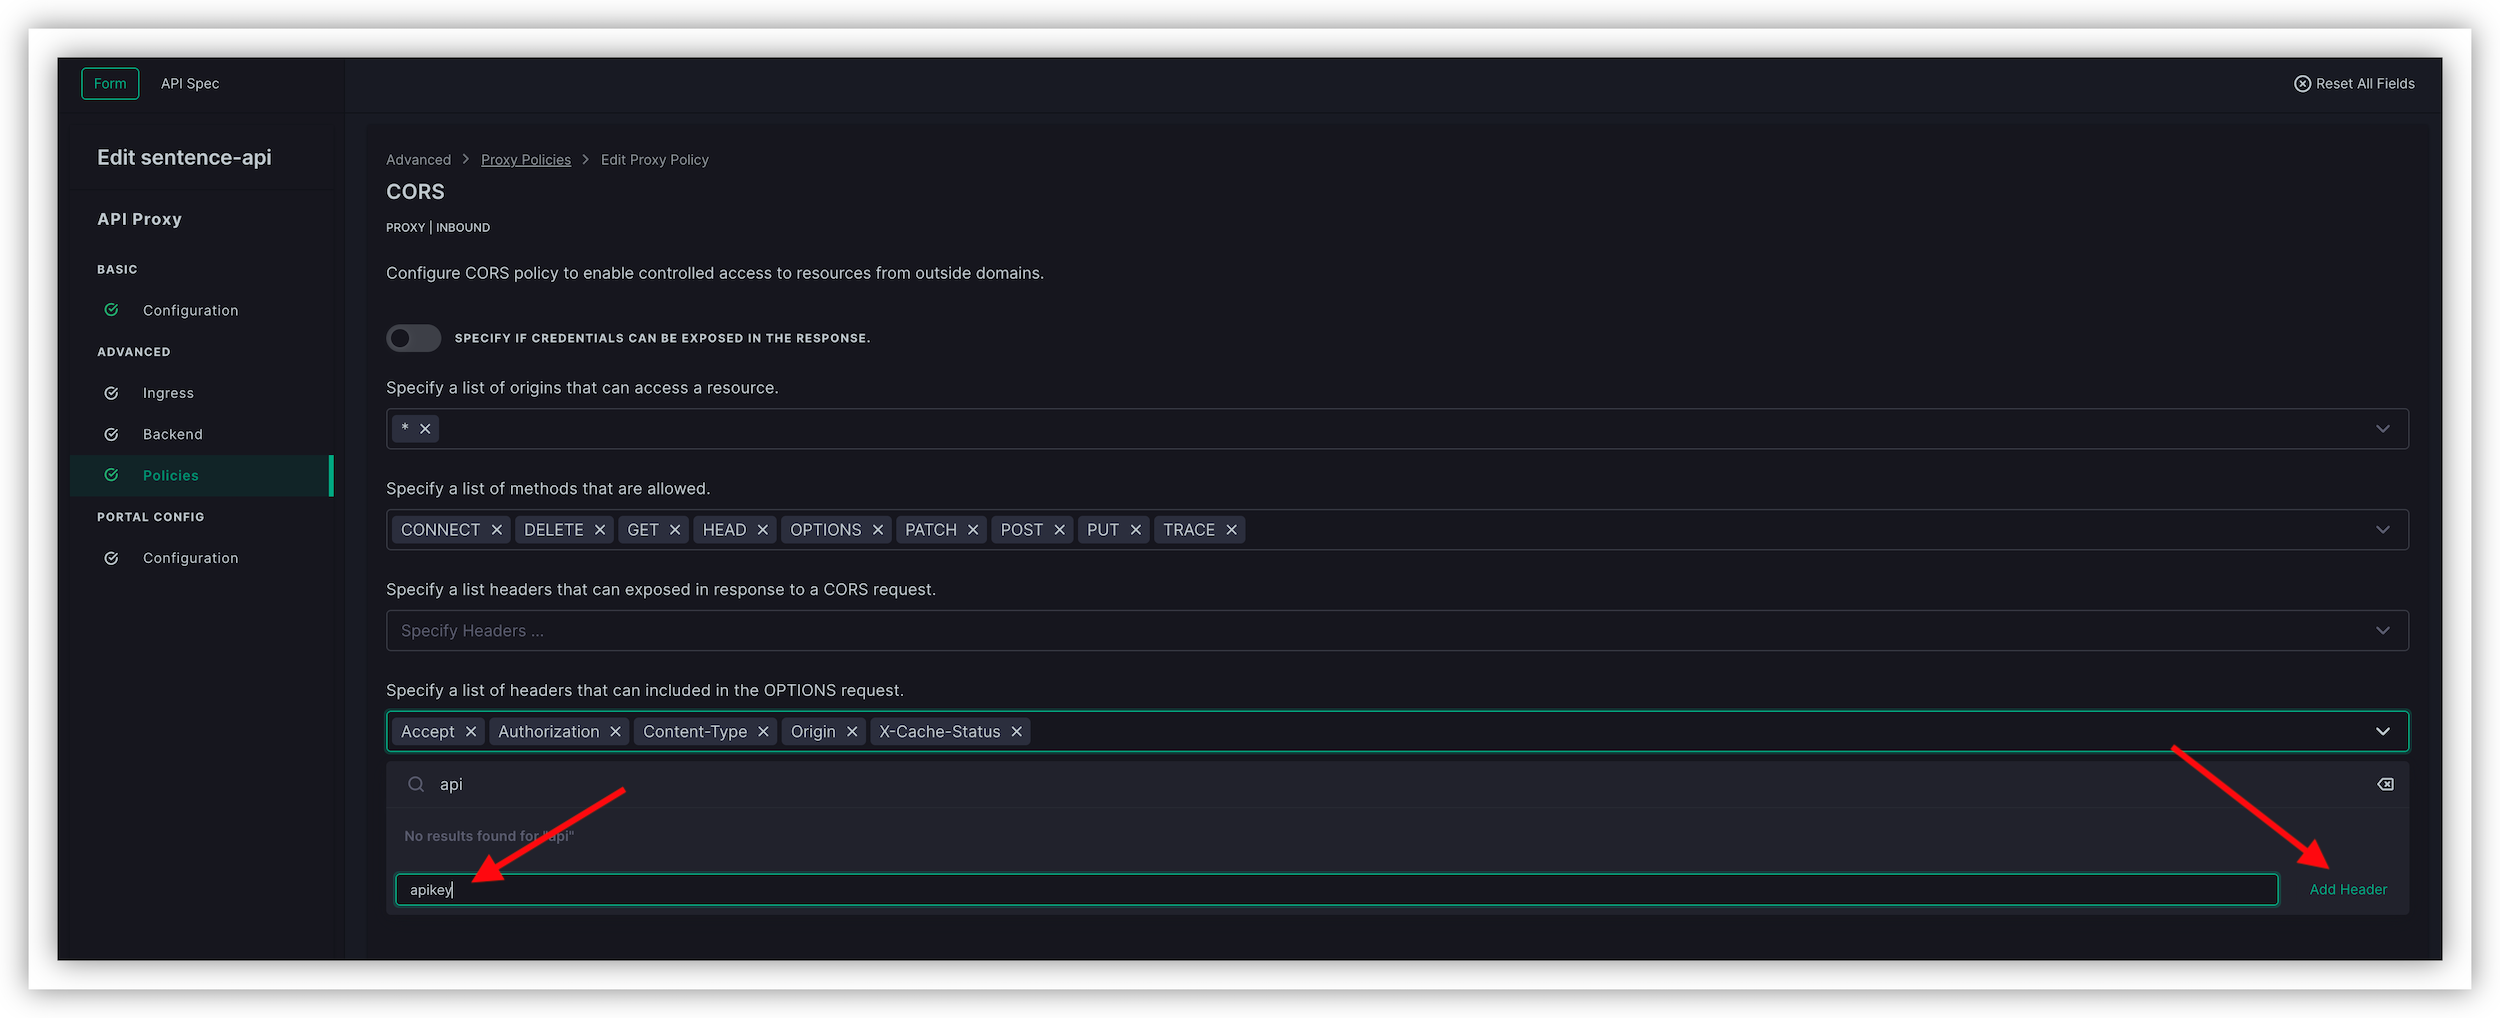 Form API Spec Reset All Fields
Edit sentence-api
API Proxy
BASIC
Configuration
ADVANCED
Ingress
Backend
Policies
PORTAL CONFIG
Configuration
Advanced > Proxy Policies > Edit Proxy Policy
CORS
PROXY | INBOUND
Configure CORS policy to enable controlled access to resources from outside domains.
SPECIFY IF CREDENTIALS CAN BE EXPOSED IN THE RESPONSE.
Specify a list of origins that can access a resource.
*
Specify a list of methods that are allowed.
CONNECT DELETE GET HEAD OPTIONS PATCH POST PUT TRACE
Specify a list headers that can exposed in response to a CORS request.
Specify Headers ...
Specify a list of headers that can included in the OPTIONS request.
Accept Authorization Content-Type Origin X-Cache-Status
api
No results found for "api"
apikey Add Header